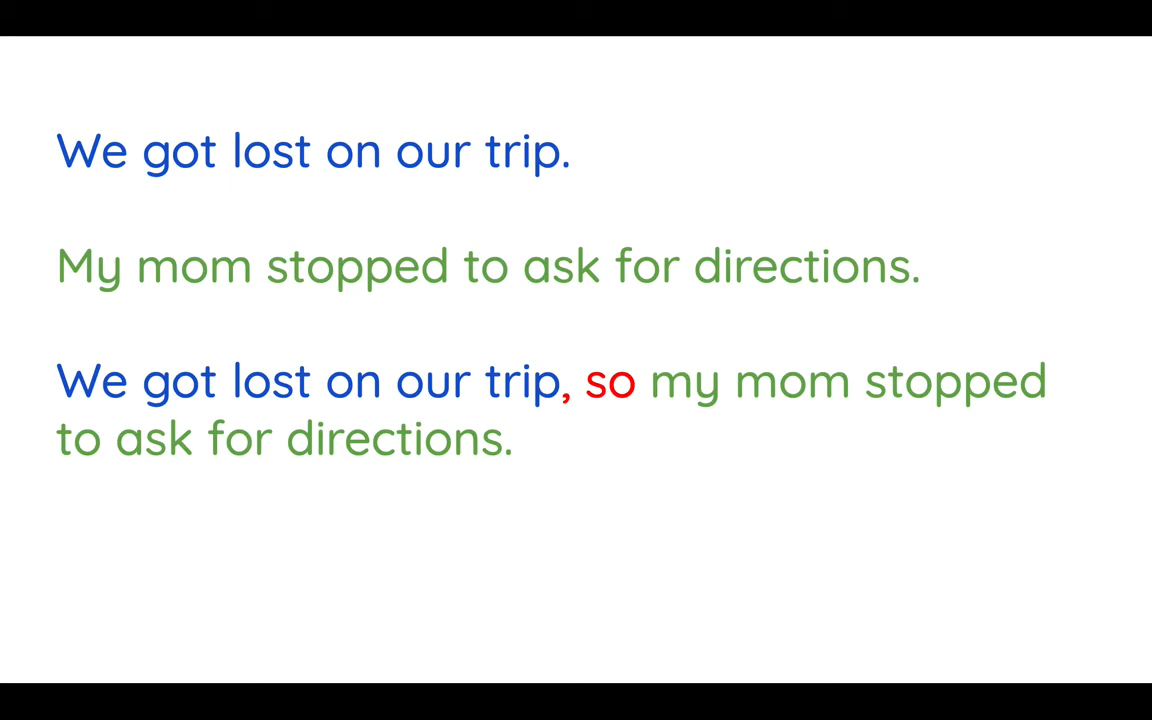 We got lost on our trip.
My mom stopped to ask for directions.
We got lost on our trip, so my mom stopped
to ask for directions.